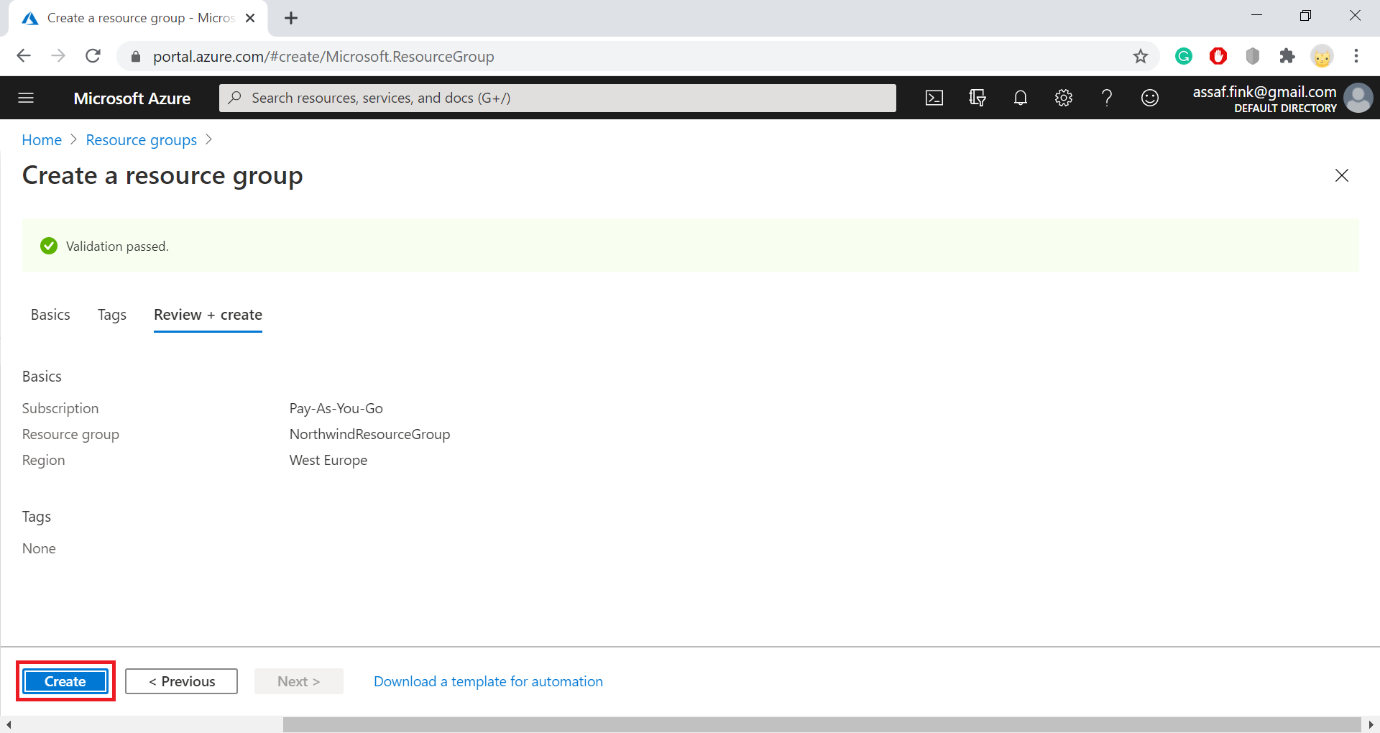 Create a resource group - Micros
portal.azure.com/#create/Microsoft.ResourceGroup
Microsoft Azure
Search resources, services, and docs (G+/)
assaf.fink@gmail.com
DEFAULT DIRECTORY
Home > Resource groups >
Create a resource group
Validation passed.
Basics Tags Review + create
Basics
Subscription Pay-As-You-Go
Resource group NorthwindResourceGroup
Region West Europe
Tags
None
Create < Previous Next > Download a template for automation